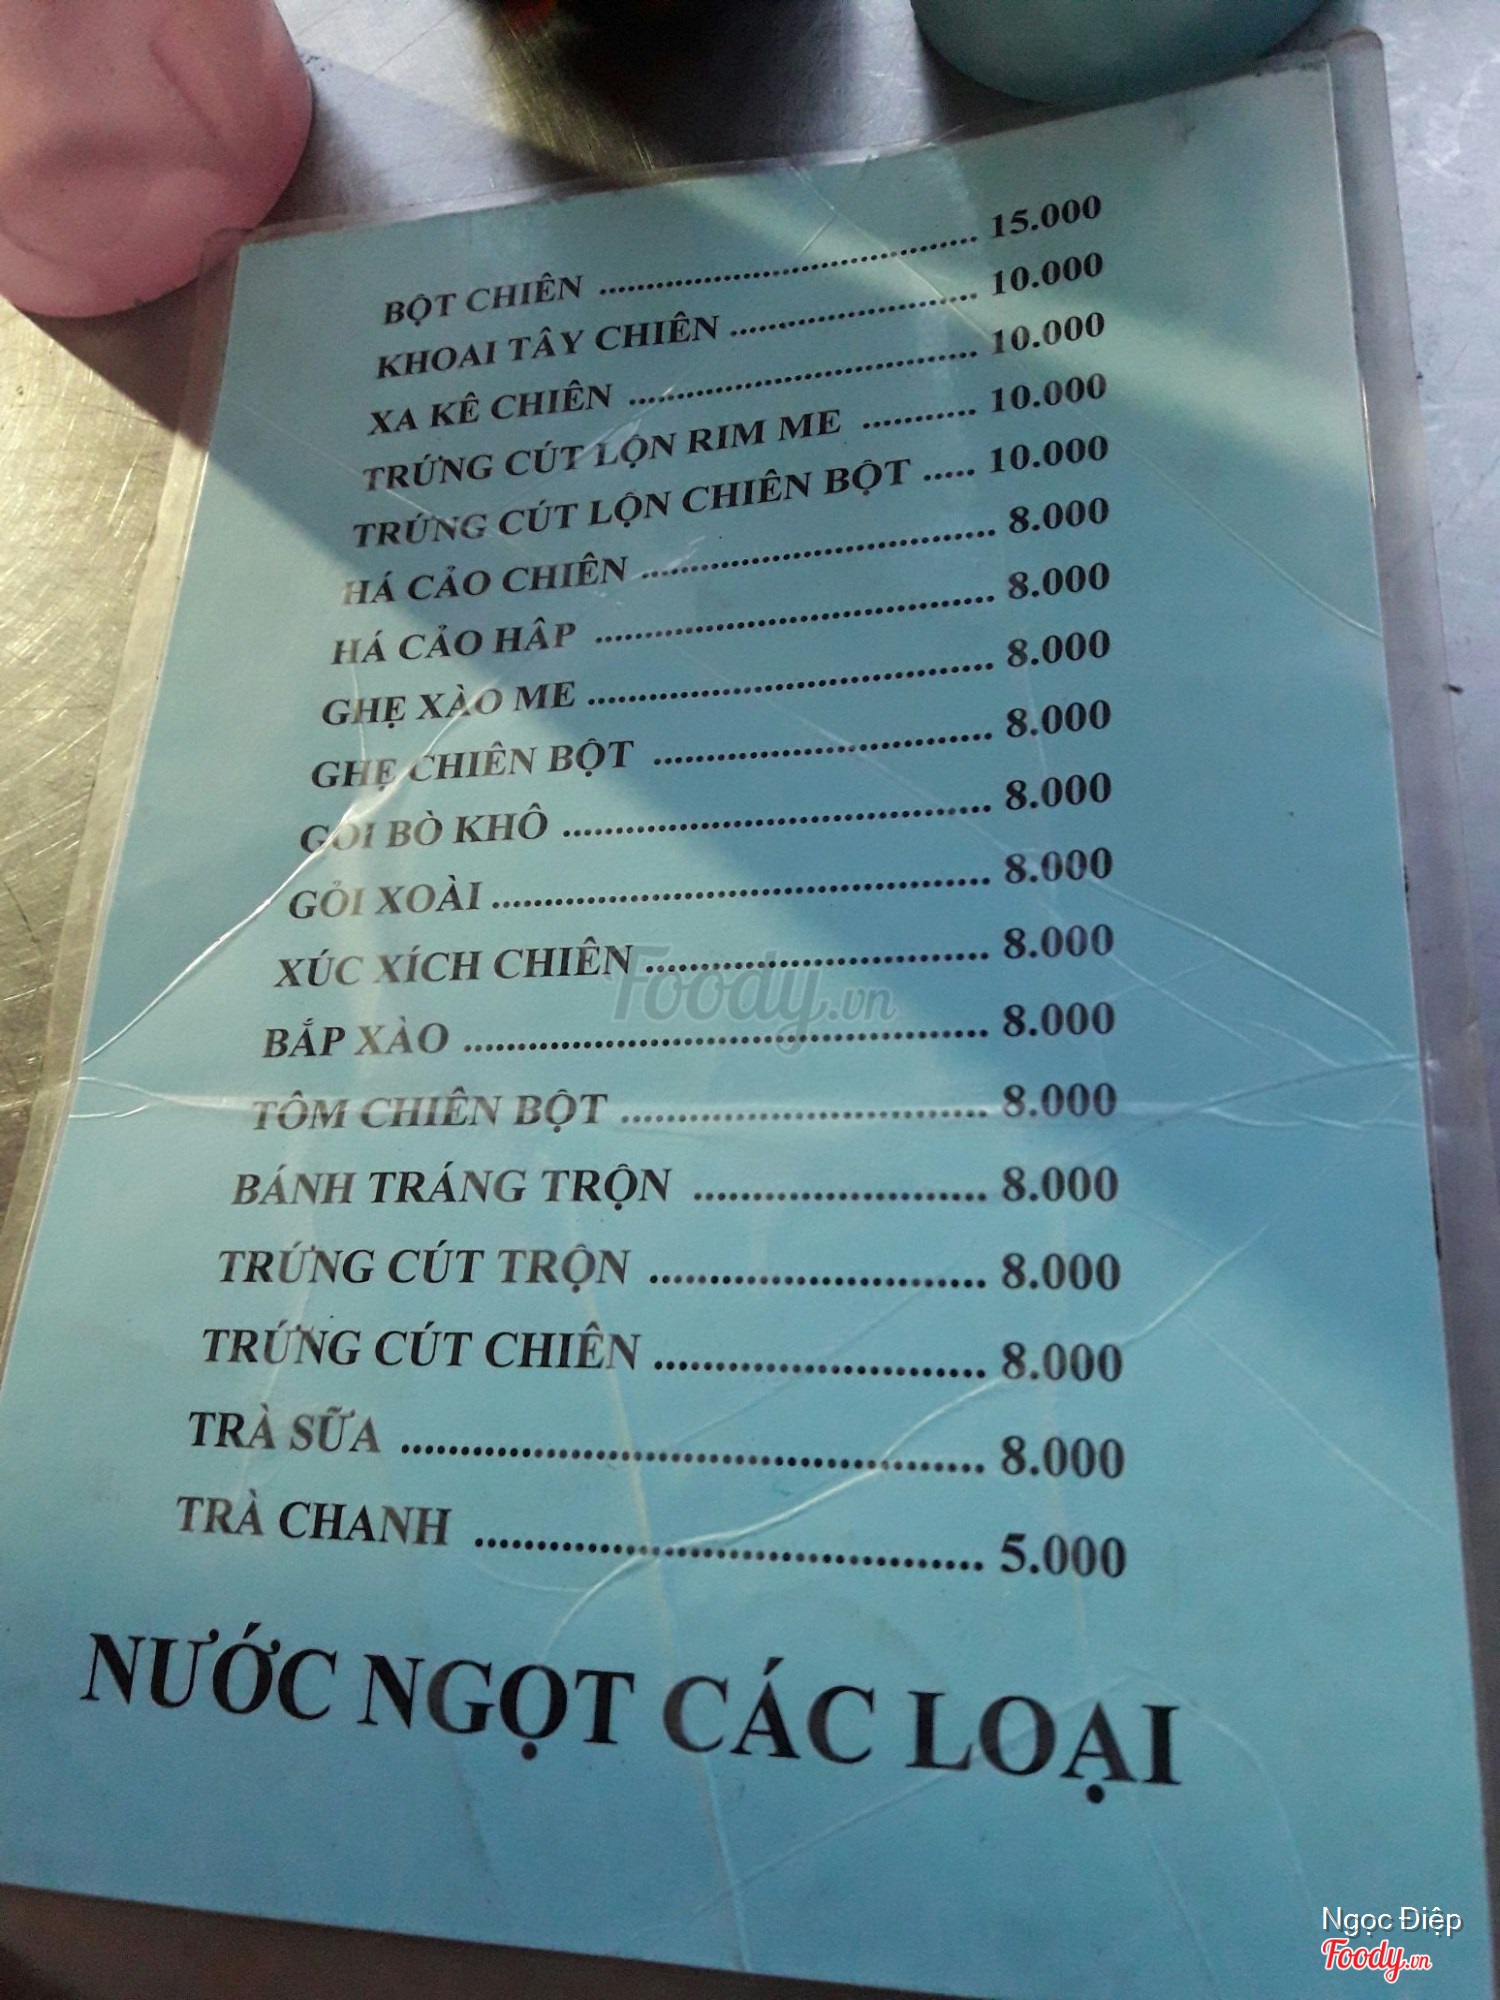 BỘT CHIÊN ........ 15.000
KHOAI TÂY CHIÊN ........ 10.000
XA KÊ CHIÊN ........ 10.000
TRỨNG CÚT LỘN RIM ME ........ 10.000
TRỨNG CÚT LỘN CHIÊN BỘT ..... 10.000
HÁ CẢO CHIÊN ........ 8.000
HÁ CẢO HẤP ........ 8.000
GHẸ XÀO ME ........ 8.000
GHẸ CHIÊN BỘT ........ 8.000
GỎI BÒ KHÔ ........ 8.000
GỎI XOÀI ........ 8.000
XÚC XÍCH CHIÊN ........ 8.000
BẮP XÀO ........ 8.000
TÔM CHIÊN BỘT ........ 8.000
BÁNH TRÁNG TRỘN ........ 8.000
TRỨNG CÚT TRỘN ........ 8.000
TRỨNG CÚT CHIÊN ........ 8.000
TRÀ SỮA ........ 8.000
TRÀ CHANH ........ 5.000
NƯỚC NGỌT CÁC LOẠI
Foody.vn
Ngọc Điệp
Foody.vn